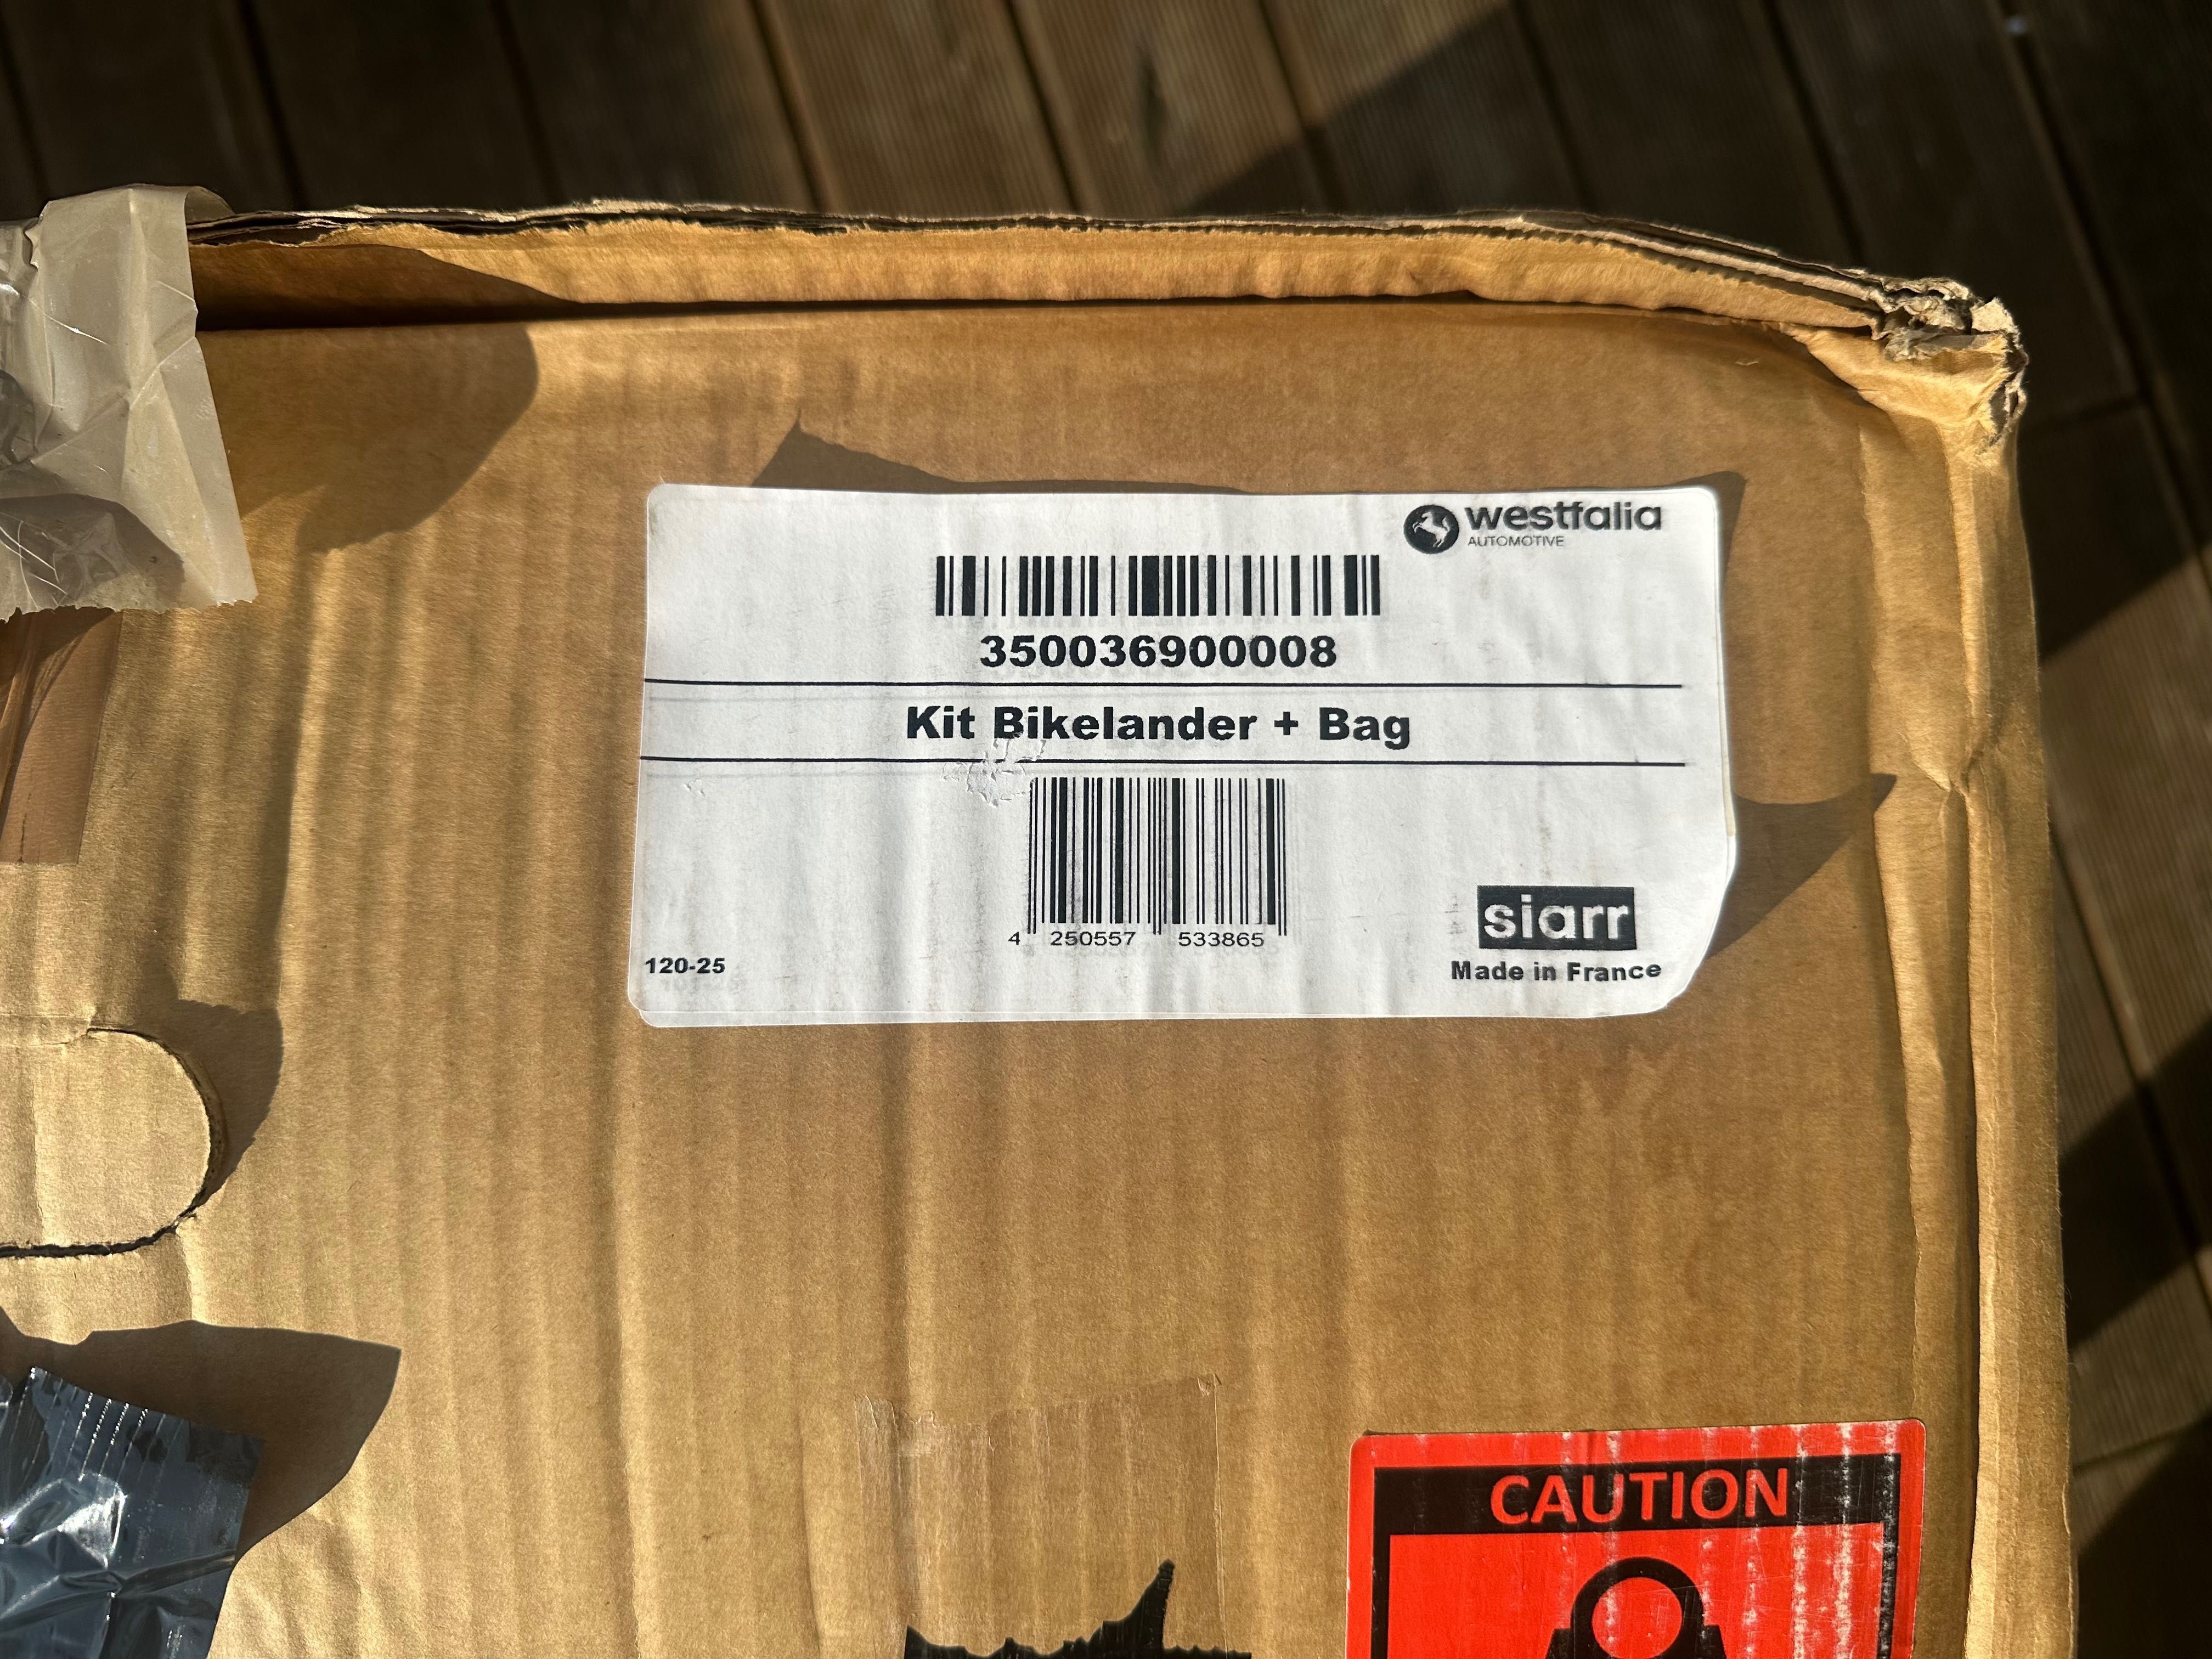 westfalia
AUTOMOTIVE
350036900008
Kit Bikelander + Bag
4 250557 533865
siarr
120-25
Made in France
CAUTION